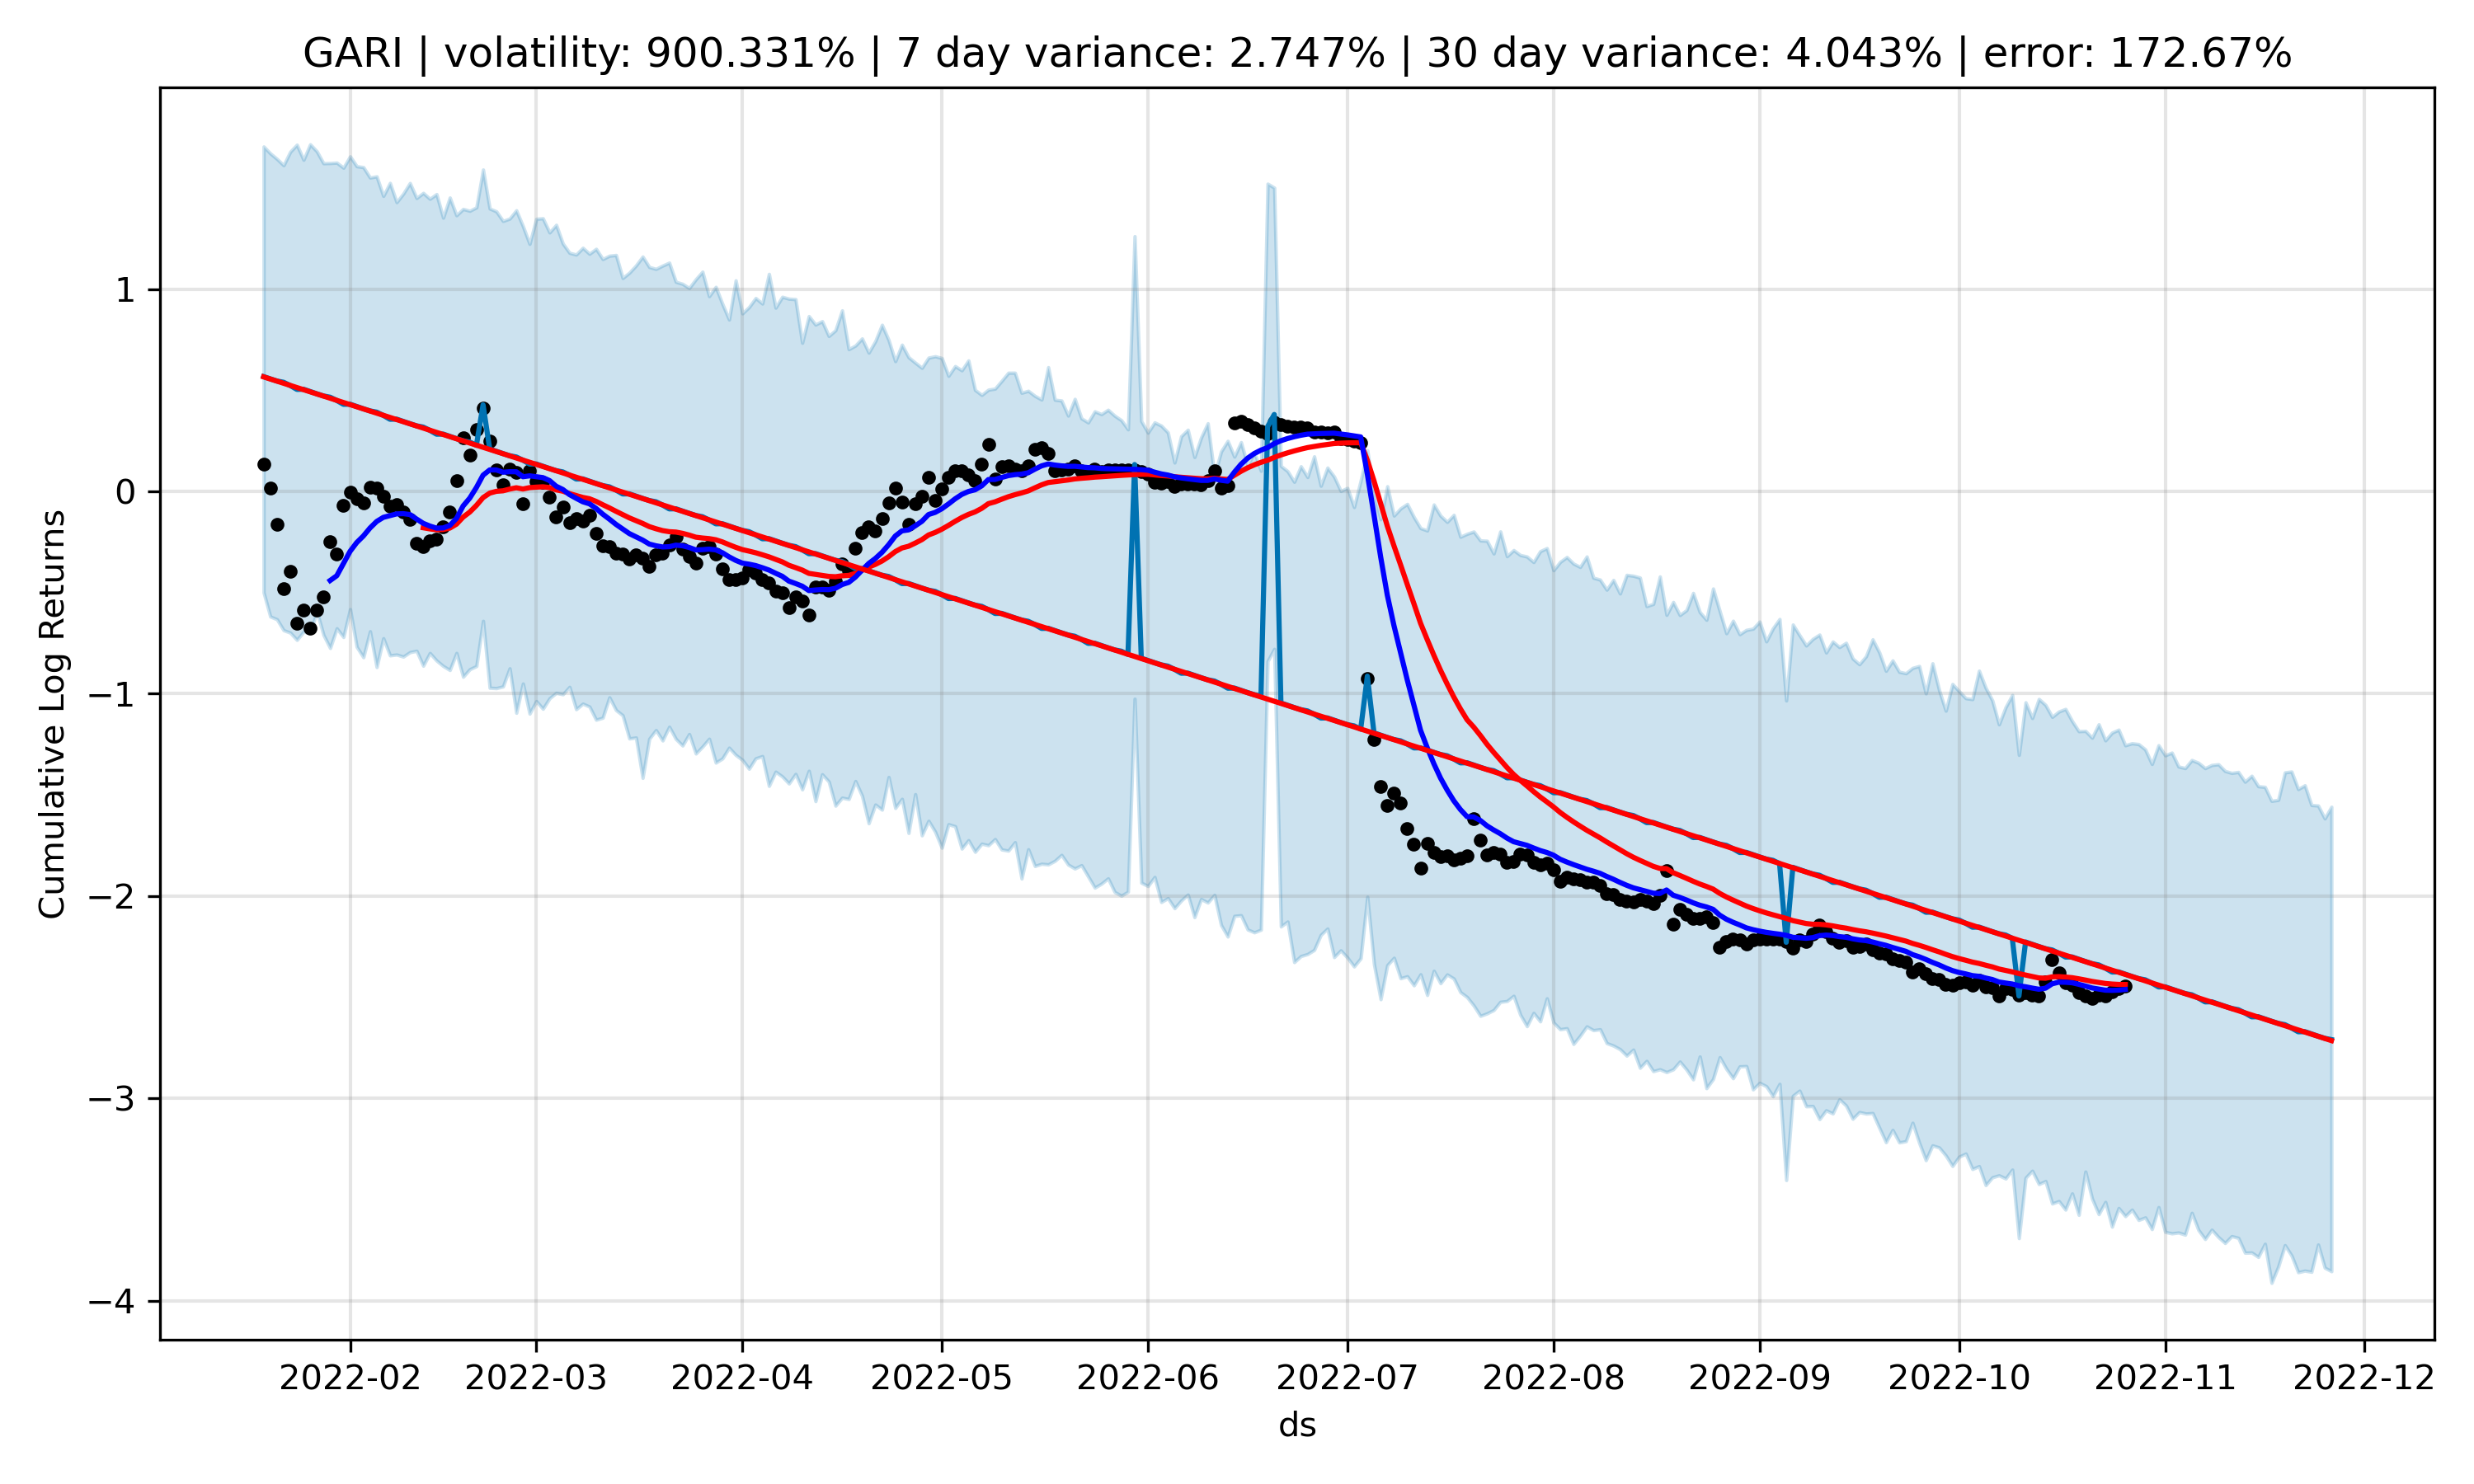 GARI | volatility: 900.331% | 7 day variance: 2.747% | 30 day variance: 4.043% | error: 172.67%
Cumulative Log Returns
1
0
−1
−2
−3
−4
2022-02 2022-03 2022-04 2022-05 2022-06 2022-07 2022-08 2022-09 2022-10 2022-11 2022-12
ds